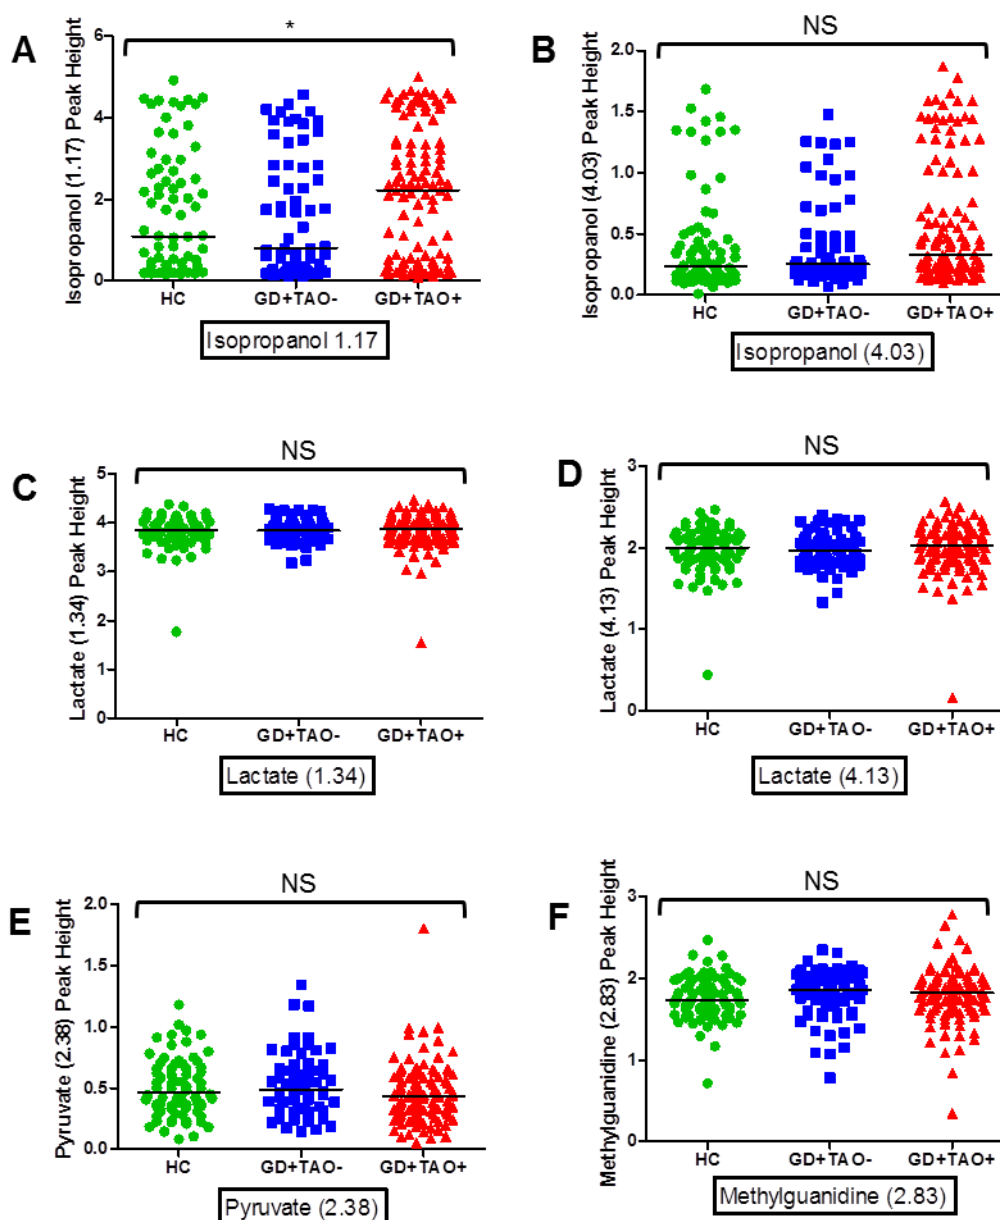 A
Isopropanol (1.17) Peak Height
*
6
4
2
0
HC
GD+TAO-
GD+TAO+
Isopropanol 1.17
B
Isopropanol (4.03) Peak Height
NS
2.0
1.5
1.0
0.5
0.0
HC
GD+TAO-
GD+TAO+
Isopropanol (4.03)
C
Lactate (1.34) Peak Height
NS
5
4
3
2
1
0
HC
GD+TAO-
GD+TAO+
Lactate (1.34)
D
Lactate (4.13) Peak Height
NS
3
2
1
0
HC
GD+TAO-
GD+TAO+
Lactate (4.13)
E
Pyruvate (2.38) Peak Height
NS
2.0
1.5
1.0
0.5
0.0
HC
GD+TAO-
GD+TAO+
Pyruvate (2.38)
F
Methylguanidine (2.83) Peak Height
NS
3
2
1
0
HC
GD+TAO-
GD+TAO+
Methylguanidine (2.83)